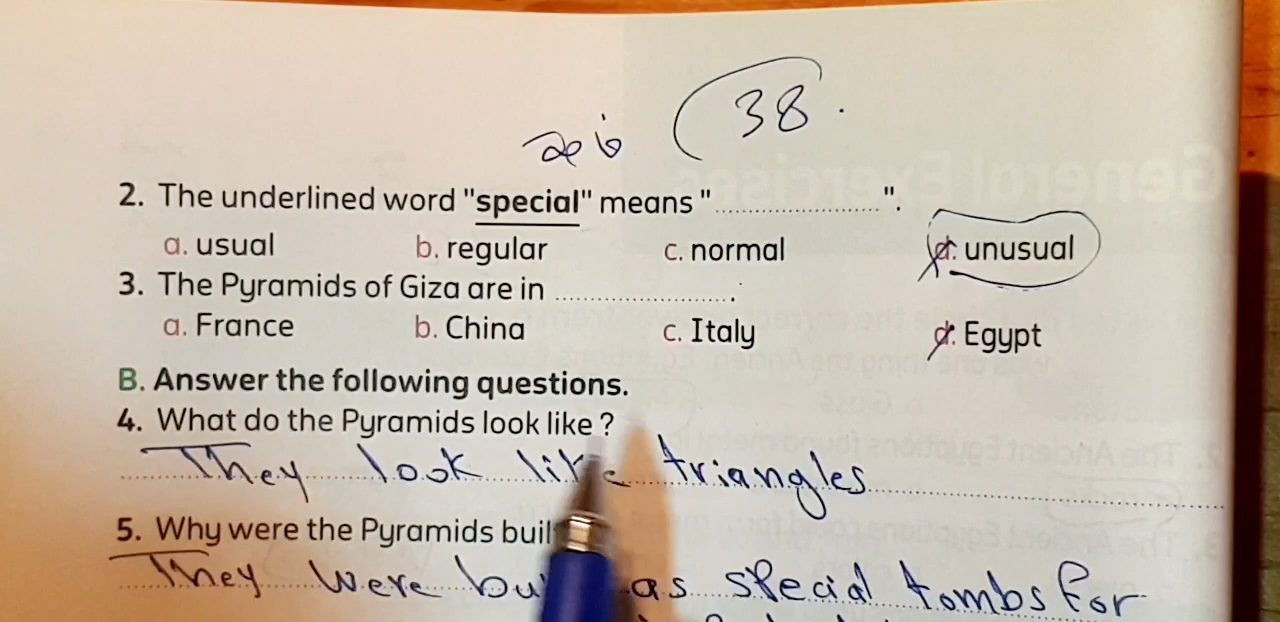 38
2. The underlined word "special" means "....................".
a. usual b. regular c. normal d. unusual
3. The Pyramids of Giza are in ........................
a. France b. China c. Italy d. Egypt
B. Answer the following questions.
4. What do the Pyramids look like?
They look like triangles
5. Why were the Pyramids
They were as special tombs for